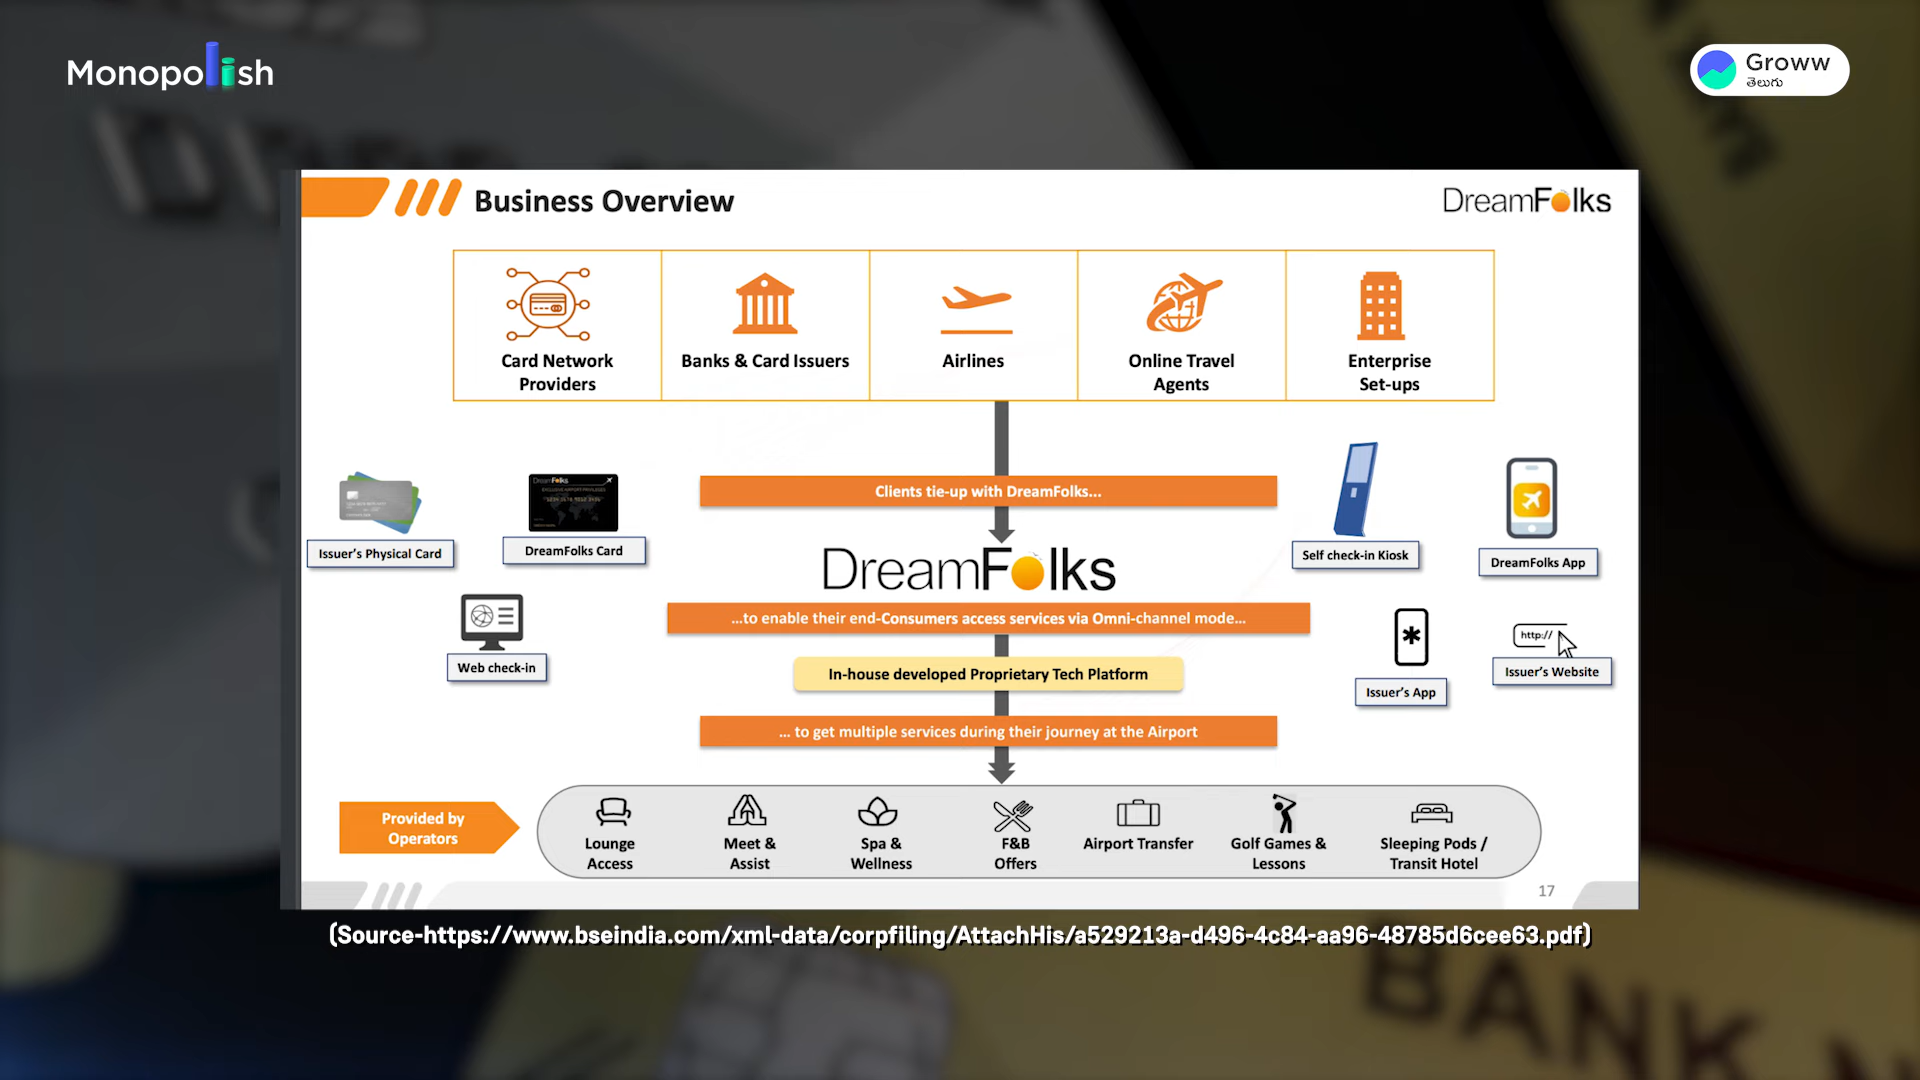 Monopolish
Groww
తెలుగు
Business Overview
DreamFolks
Card Network
Providers
Banks & Card Issuers
Airlines
Online Travel
Agents
Enterprise
Set-ups
Clients tie-up with DreamFolks...
Issuer's Physical Card
DreamFolks
DreamFolks Card
Self check-in Kiosk
DreamFolks App
DreamFolks
...to enable their end-Consumers access services via Omni-channel mode...
http://
Web check-in
In-house developed Proprietary Tech Platform
Issuer's App
Issuer's Website
... to get multiple services during their journey at the Airport
Provided by
Operators
Lounge
Access
Meet &
Assist
Spa &
Wellness
F&B
Offers
Airport Transfer
Golf Games &
Lessons
Sleeping Pods /
Transit Hotel
17
(Source-https://www.bseindia.com/xml-data/corpfiling/AttachHis/a529213a-d496-4c84-aa96-48785d6cee63.pdf)
BANK